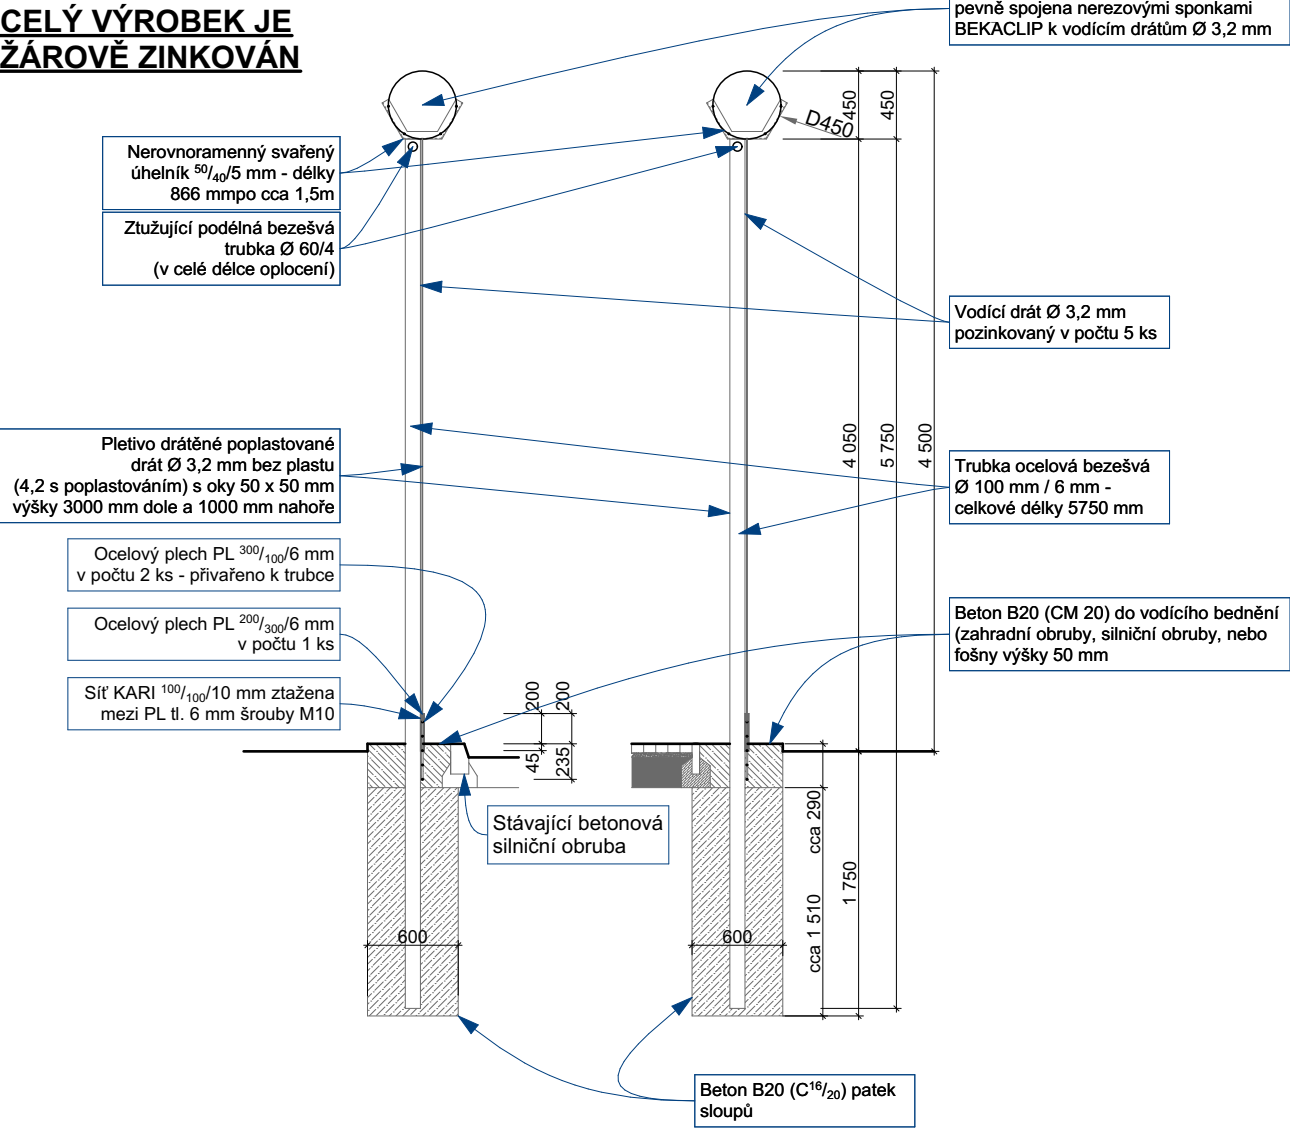 CELÝ VÝROBEK JE
ŽÁROVĚ ZINKOVÁN
pevně spojena nerezovými sponkami
BEKACLIP k vodícím drátům Ø 3,2 mm
D450
450
450
Nerovnoramenný svařený
úhelník 50/40/5 mm - délky
866 mmpo cca 1,5m
Ztužující podélná bezešvá
trubka Ø 60/4
(v celé délce oplocení)
Vodící drát Ø 3,2 mm
pozinkovaný v počtu 5 ks
Pletivo drátěné poplastované
drát Ø 3,2 mm bez plastu
(4,2 s poplastováním) s oky 50 x 50 mm
výšky 3000 mm dole a 1000 mm nahoře
4 050
5 750
4 500
Trubka ocelová bezešvá
Ø 100 mm / 6 mm -
celkové délky 5750 mm
Ocelový plech PL 300/100/6 mm
v počtu 2 ks - přivařeno k trubce
Ocelový plech PL 200/300/6 mm
v počtu 1 ks
Beton B20 (CM 20) do vodícího bednění
(zahradní obruby, silniční obruby, nebo
fošny výšky 50 mm
Síť KARI 100/100/10 mm ztažena
mezi PL tl. 6 mm šrouby M10
200
200
45
235
Stávající betonová
silniční obruba
cca 290
1 750
cca 1 510
600
600
Beton B20 (C16/20) patek
sloupů